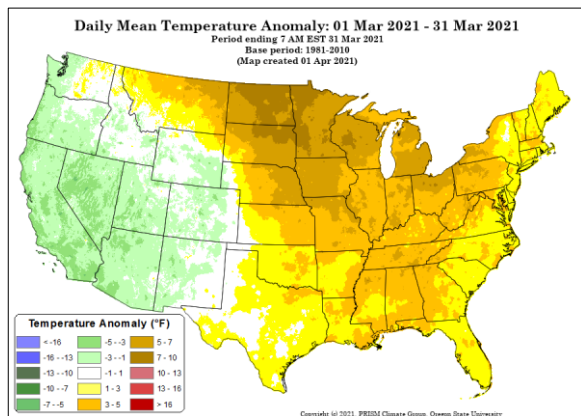 Daily Mean Temperature Anomaly: 01 Mar 2021 - 31 Mar 2021
Period ending 7 AM EST 31 Mar 2021
Base period: 1981-2010
(Map created 01 Apr 2021)
Temperature Anomaly (°F)
< -16
-5 - -3
5 - 7
-16 - -13
-3 - -1
7 - 10
-13 - -10
-1 - 1
10 - 13
-10 - -7
1 - 3
13 - 16
-7 - -5
3 - 5
> 16
Copyright (c) 2021, PRISM Climate Group, Oregon State University